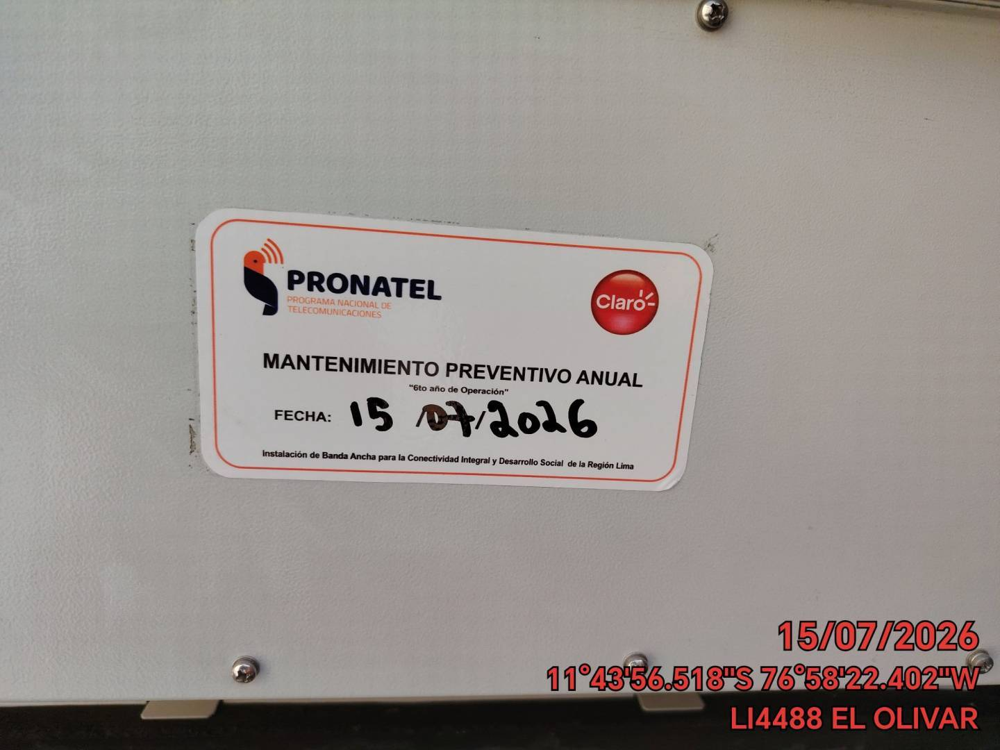 PRONATEL
PROGRAMA NACIONAL DE
TELECOMUNICACIONES
Claro
MANTENIMIENTO PREVENTIVO ANUAL
"6to año de Operación"
FECHA: 15 /07/2026
Instalación de Banda Ancha para la Conectividad Integral y Desarrollo Social de la Región Lima
15/07/2026
11°43'56.518"S 76°58'22.402"W
LI4488 EL OLIVAR